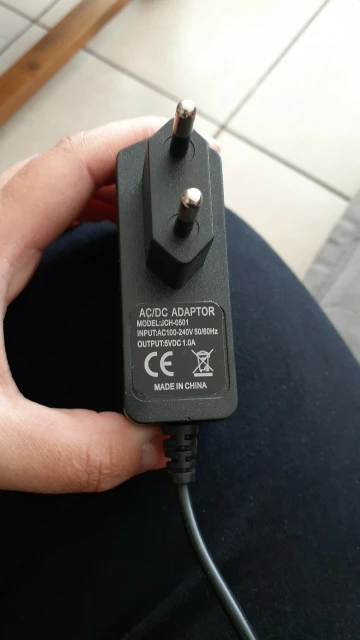 AC/DC ADAPTOR
MODEL:JCH-0501
INPUT:AC100-240V 50/60Hz
OUTPUT:5VDC 1.0A
CE
MADE IN CHINA